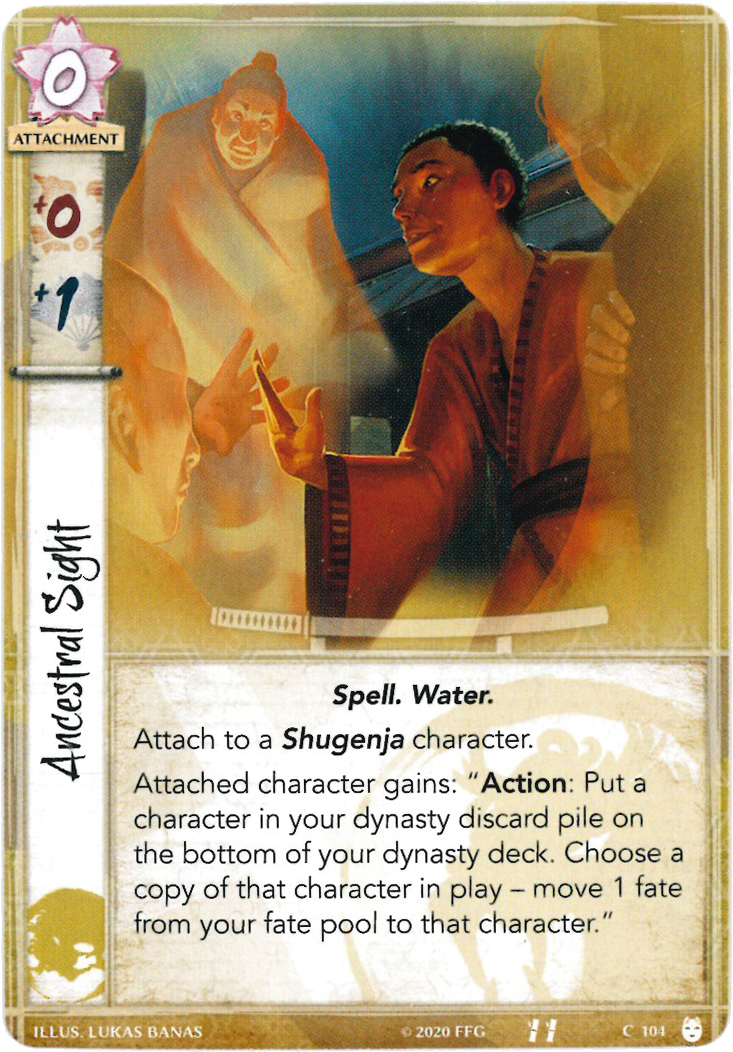 0
ATTACHMENT
+0
+1
Ancestral Sight
Spell. Water.
Attach to a Shugenja character.
Attached character gains: “Action: Put a
character in your dynasty discard pile on
the bottom of your dynasty deck. Choose a
copy of that character in play – move 1 fate
from your fate pool to that character.”
ILLUS. LUKAS BANAS
© 2020 FFG
C 104